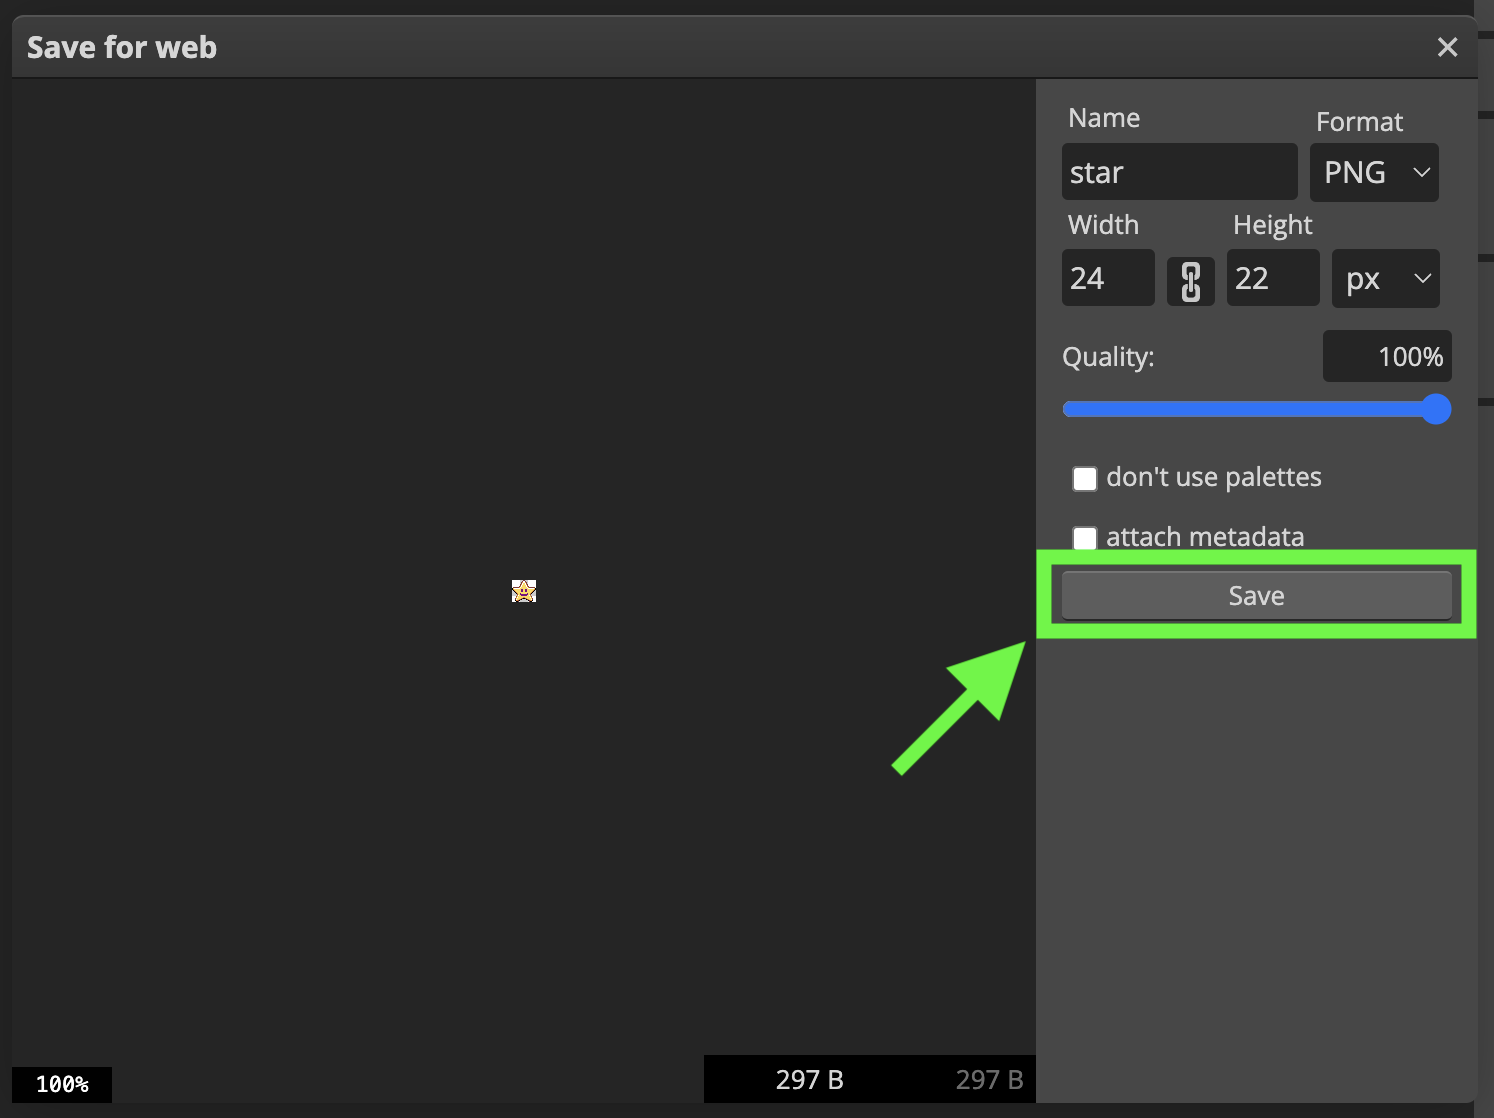 Save for web
Name
Format
star
PNG
Width
Height
24
22
px
Quality:
100%
don't use palettes
attach metadata
Save
100%
297 B
297 B